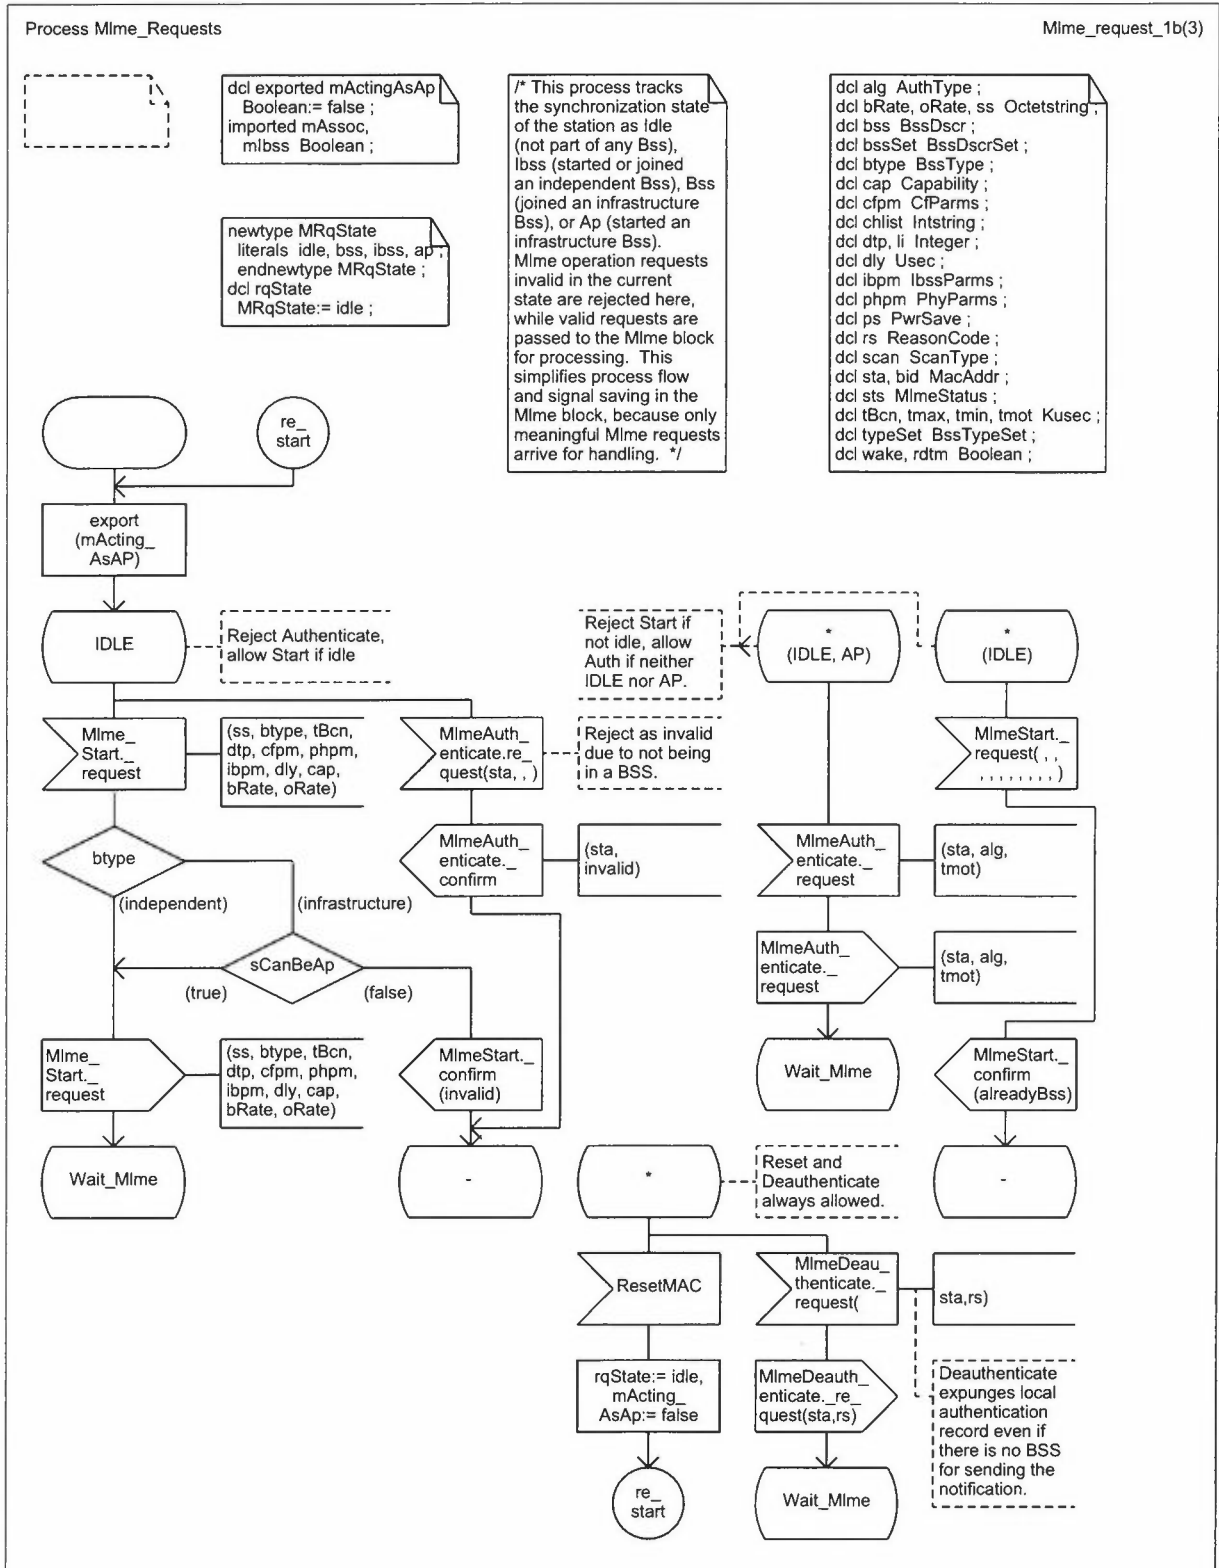 Process Mlme_Requests
Mlme_request_1b(3)
dcl exported mActingAsAp
Boolean:= false ;
imported mAssoc,
mIbss Boolean ;
newtype MRqState
literals idle, bss, ibss, ap ;
endnewtype MRqState ;
dcl rqState
MRqState:= idle ;
/* This process tracks
the synchronization state
of the station as Idle
(not part of any Bss),
Ibss (started or joined
an independent Bss), Bss
(joined an infrastructure
Bss), or Ap (started an
infrastructure Bss).
Mlme operation requests
invalid in the current
state are rejected here,
while valid requests are
passed to the Mlme block
for processing. This
simplifies process flow
and signal saving in the
Mlme block, because only
meaningful Mlme requests
arrive for handling. */
dcl alg AuthType ;
dcl bRate, oRate, ss Octetstring ;
dcl bss BssDscr ;
dcl bssSet BssDscrSet ;
dcl btype BssType ;
dcl cap Capability ;
dcl cfpm CfParms ;
dcl chlist Intstring ;
dcl dtp, li Integer ;
dcl dly Usec ;
dcl ibpm IbssParms ;
dcl phpm PhyParms ;
dcl ps PwrSave ;
dcl rs ReasonCode ;
dcl scan ScanType ;
dcl sta, bid MacAddr ;
dcl sts MlmeStatus ;
dcl tBcn, tmax, tmin, tmot Kusec ;
dcl typeSet BssTypeSet ;
dcl wake, rdtm Boolean ;
re_
start
export
(mActing_
AsAP)
IDLE
Reject Authenticate,
allow Start if idle
Reject Start if
not idle, allow
Auth if neither
IDLE nor AP.
*
(IDLE, AP)
*
(IDLE)
Mlme_
Start._
request
(ss, btype, tBcn,
dtp, cfpm, phpm,
ibpm, dly, cap,
bRate, oRate)
MlmeAuth_
enticate.re_
quest(sta, , )
Reject as invalid
due to not being
in a BSS.
MlmeStart._
request( , ,
, , , , , , , , )
btype
(independent)
(infrastructure)
MlmeAuth_
enticate._
confirm
(sta,
invalid)
MlmeAuth_
enticate._
request
(sta, alg,
tmot)
sCanBeAp
(true)
(false)
MlmeAuth_
enticate._
request
(sta, alg,
tmot)
Mlme_
Start._
request
(ss, btype, tBcn,
dtp, cfpm, phpm,
ibpm, dly, cap,
bRate, oRate)
MlmeStart._
confirm
(invalid)
Wait_Mlme
MlmeStart._
confirm
(alreadyBss)
Wait_Mlme
-
*
Reset and
Deauthenticate
always allowed.
-
ResetMAC
MlmeDeau_
thenticate._
request(
sta,rs)
rqState:= idle,
mActing_
AsAp:= false
MlmeDeauth_
enticate._re_
quest(sta,rs)
Deauthenticate
expunges local
authentication
record even if
there is no BSS
for sending the
notification.
re_
start
Wait_Mlme